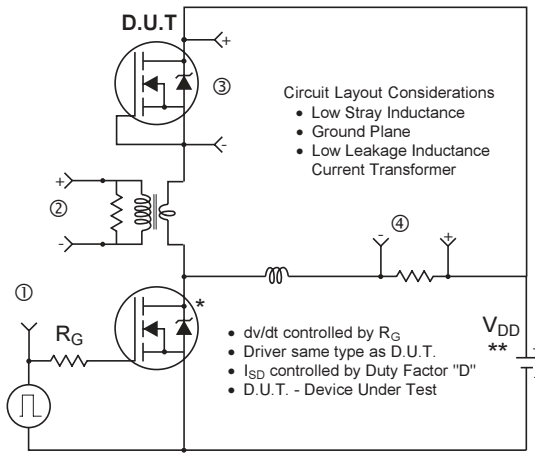 D.U.T
+
③
-
Circuit Layout Considerations
• Low Stray Inductance
• Ground Plane
• Low Leakage Inductance
Current Transformer
+
②
-
- ④ +
①
R_G
*
• dv/dt controlled by R_G
• Driver same type as D.U.T.
• I_SD controlled by Duty Factor "D"
• D.U.T. - Device Under Test
V_DD
**
+
-